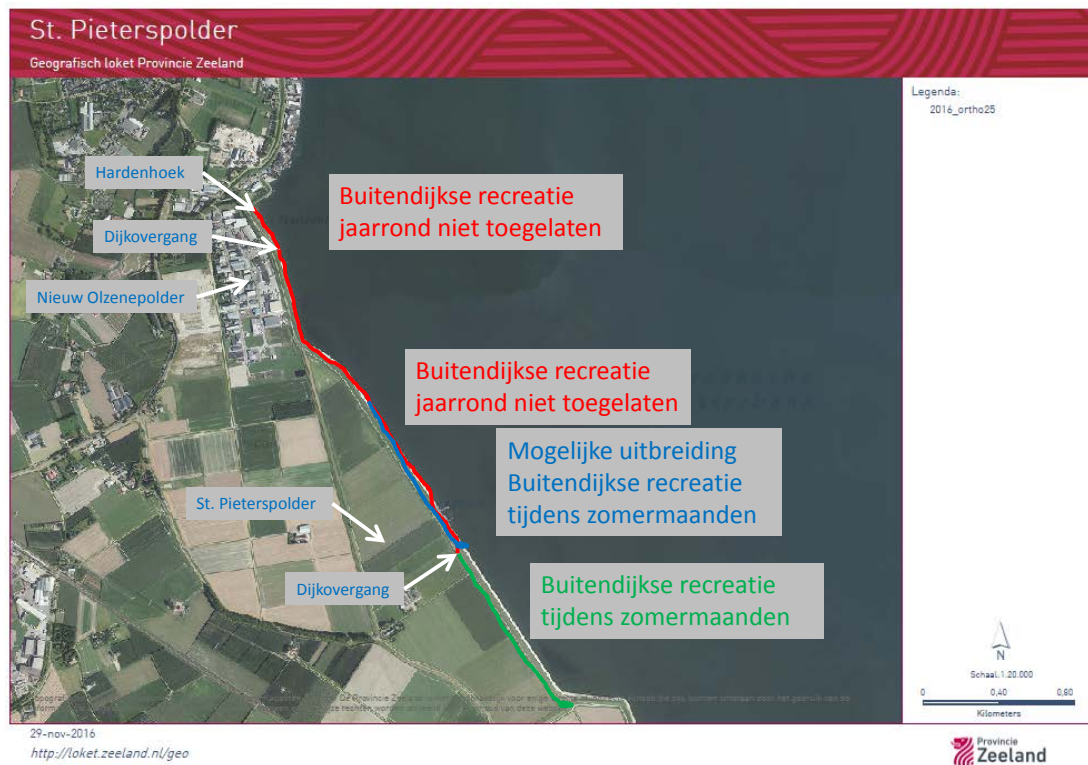 St. Pieterspolder
Geografisch loket Provincie Zeeland
Legenda:
2016_ortho25
Hardenhoek
Buitendijkse recreatie
jaarrond niet toegelaten
Dijkovergang
Nieuw Olzenepolder
Buitendijkse recreatie
jaarrond niet toegelaten
Mogelijke uitbreiding
Buitendijkse recreatie
tijdens zomermaanden
St. Pieterspolder
Dijkovergang
Buitendijkse recreatie
tijdens zomermaanden
N
Schaal 1:20.000
0 0,40 0,80
Kilometers
29-nov-2016
http://loket.zeeland.nl/geo
Provincie
Zeeland